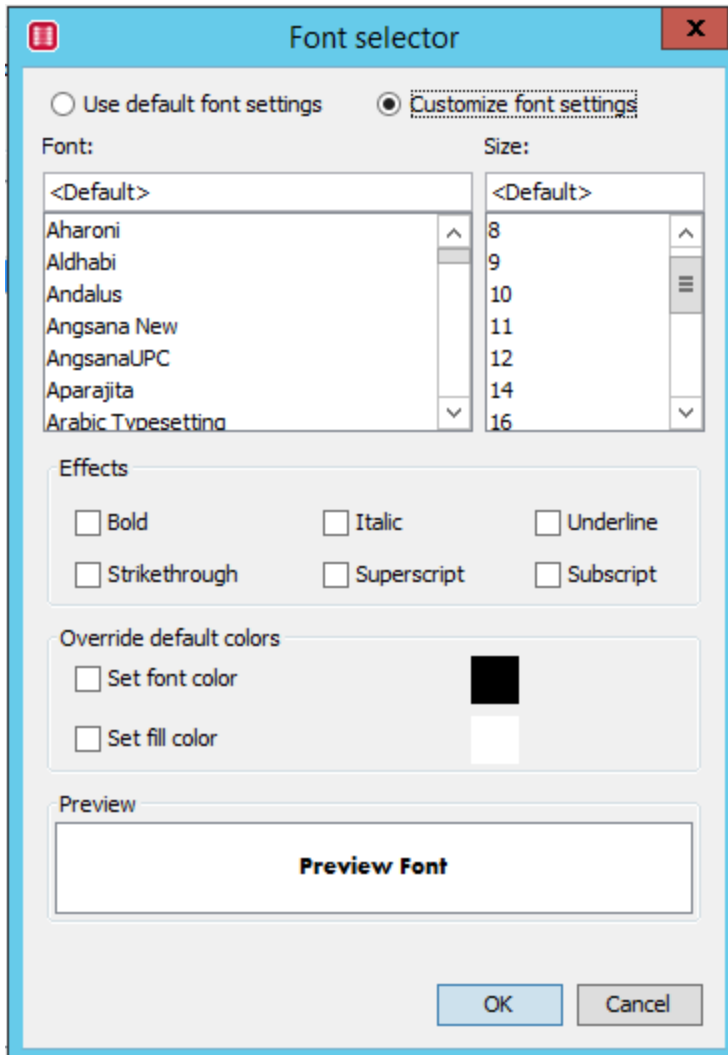 Font selector
x
Use default font settings
Customize font settings
Font:
Size:
<Default>
<Default>
Aharoni
Aldhabi
Andalus
Angsana New
AngsanaUPC
Aparajita
Arabic Typesetting
8
9
10
11
12
14
16
Effects
Bold
Italic
Underline
Strikethrough
Superscript
Subscript
Override default colors
Set font color
Set fill color
Preview
Preview Font
OK
Cancel